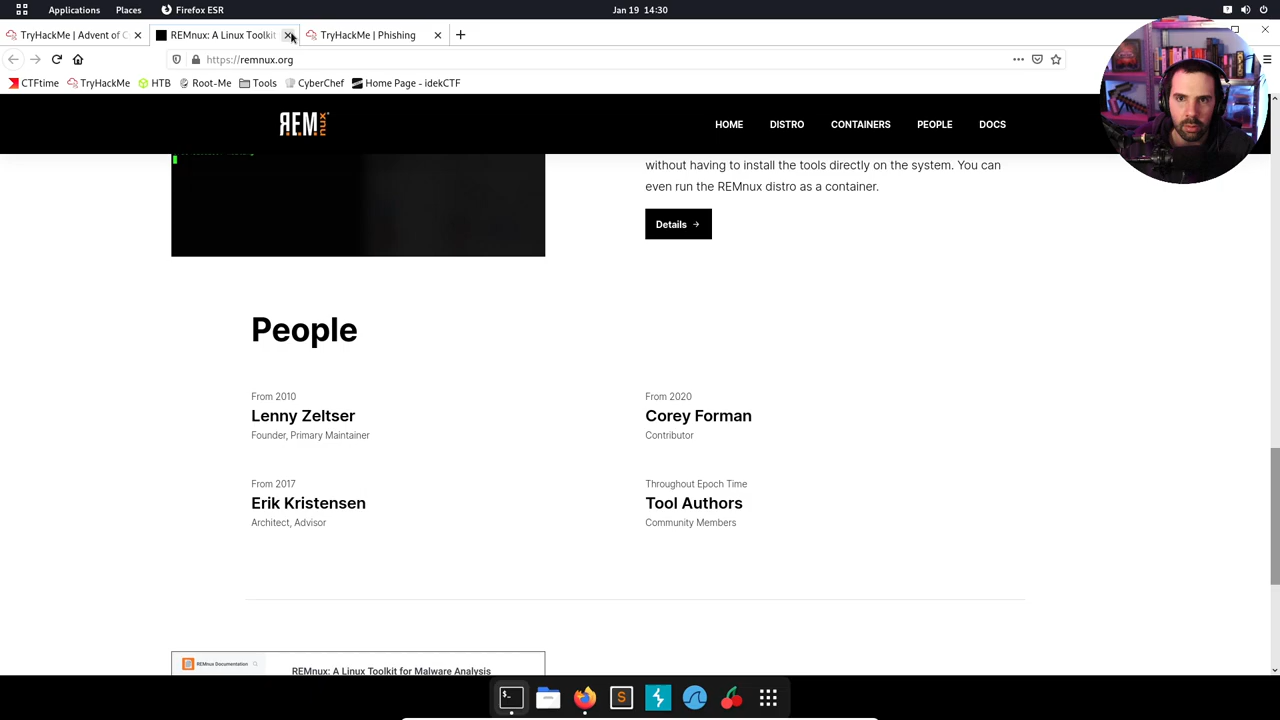 Applications Places Firefox ESR Jan 19 14:30
TryHackMe | Advent of C REMnux: A Linux Toolkit TryHackMe | Phishing
https://remnux.org
CTFtime TryHackMe HTB Root-Me Tools CyberChef Home Page - idekCTF
REM nux HOME DISTRO CONTAINERS PEOPLE DOCS
without having to install the tools directly on the system. You can
even run the REMnux distro as a container.
Details →
People
From 2010
Lenny Zeltser
Founder, Primary Maintainer
From 2020
Corey Forman
Contributor
From 2017
Erik Kristensen
Architect, Advisor
Throughout Epoch Time
Tool Authors
Community Members
REMnux Documentation
REMnux: A Linux Toolkit for Malware Analysis